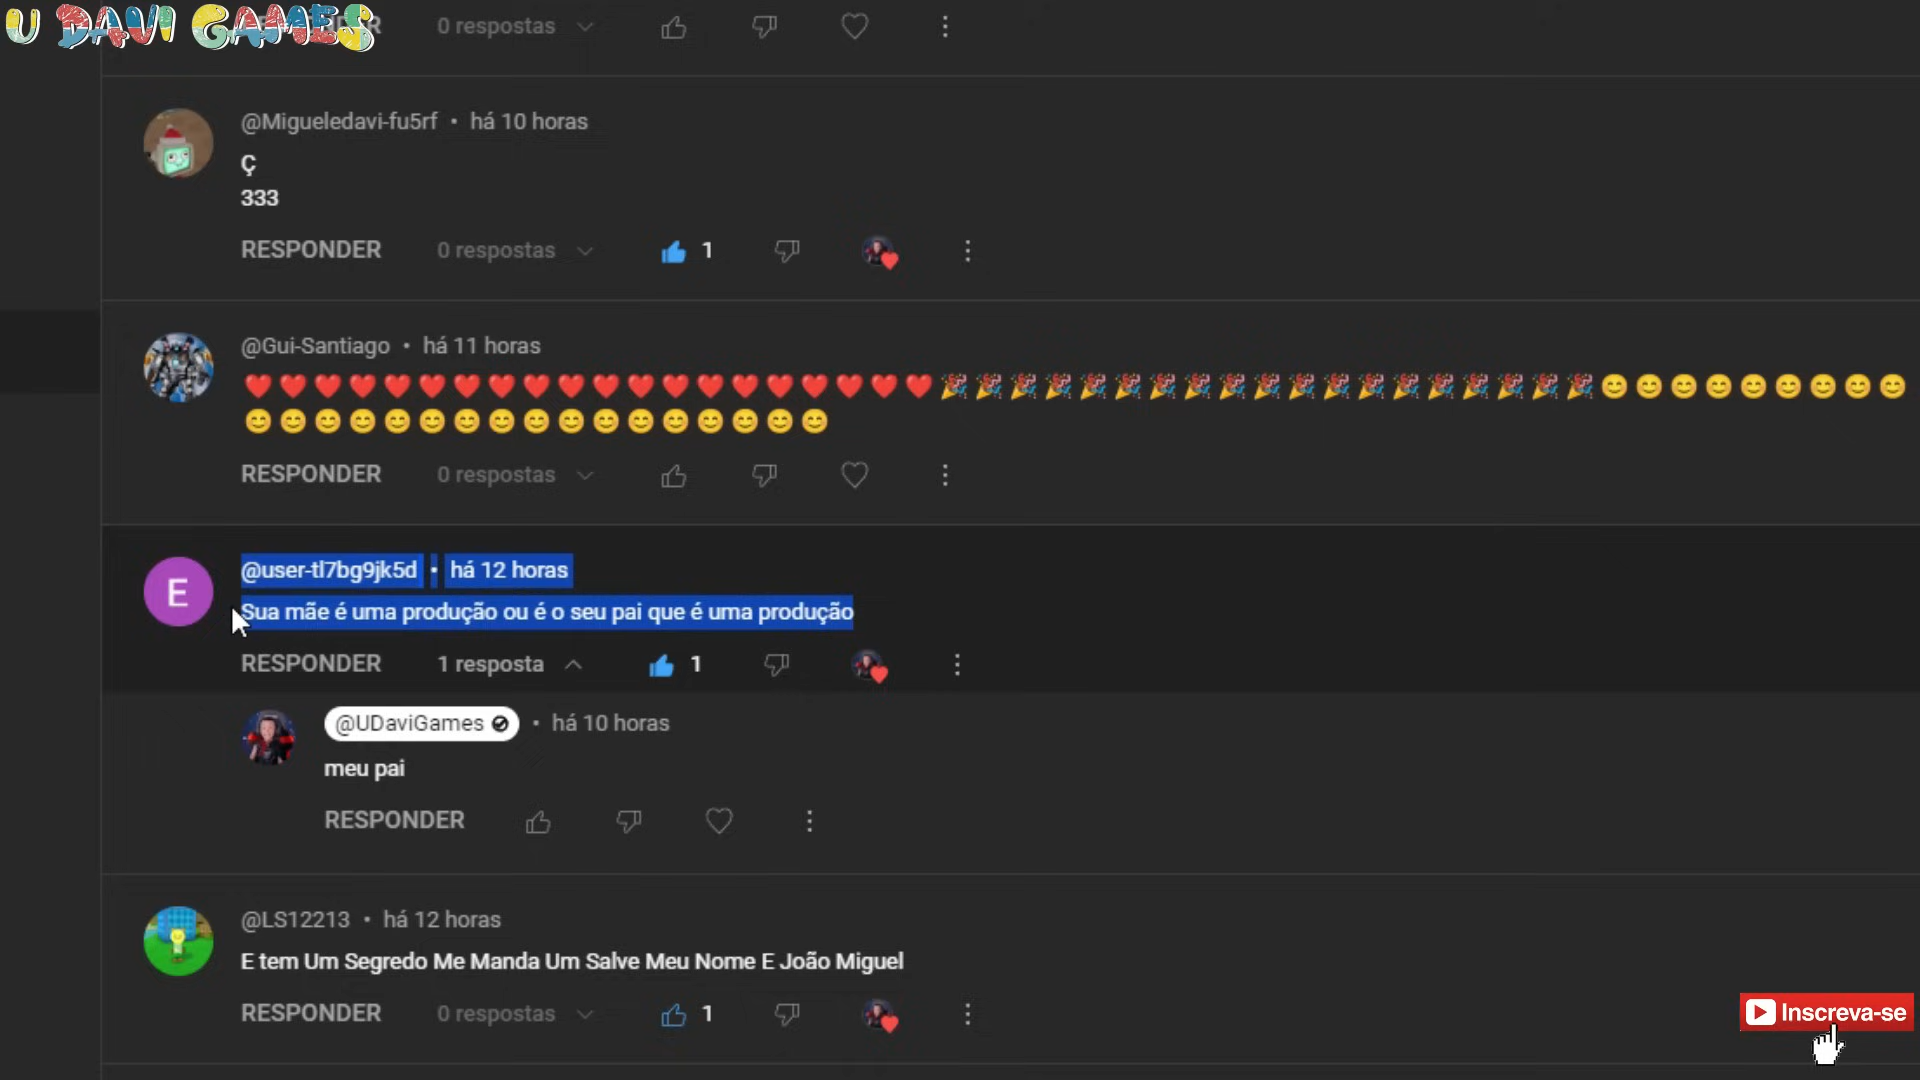 U DAVI GAMES
0 respostas
@Migueledavi-fu5rf • há 10 horas
Ç
333
RESPONDER 0 respostas 1
@Gui-Santiago • há 11 horas
❤❤❤❤❤❤❤❤❤❤❤❤❤❤❤❤❤❤❤❤🎉🎉🎉🎉🎉🎉🎉🎉🎉🎉🎉🎉🎉🎉🎉🎉🎉🎉🎉😊😊😊😊😊😊😊😊😊
😊😊😊😊😊😊😊😊😊😊😊😊😊😊😊😊😊
RESPONDER 0 respostas
E
@user-tl7bg9jk5d • há 12 horas
Sua mãe é uma produção ou é o seu pai que é uma produção
RESPONDER 1 resposta 1
@UDaviGames • há 10 horas
meu pai
RESPONDER
@LS12213 • há 12 horas
E tem Um Segredo Me Manda Um Salve Meu Nome E João Miguel
RESPONDER 0 respostas 1
Inscreva-se